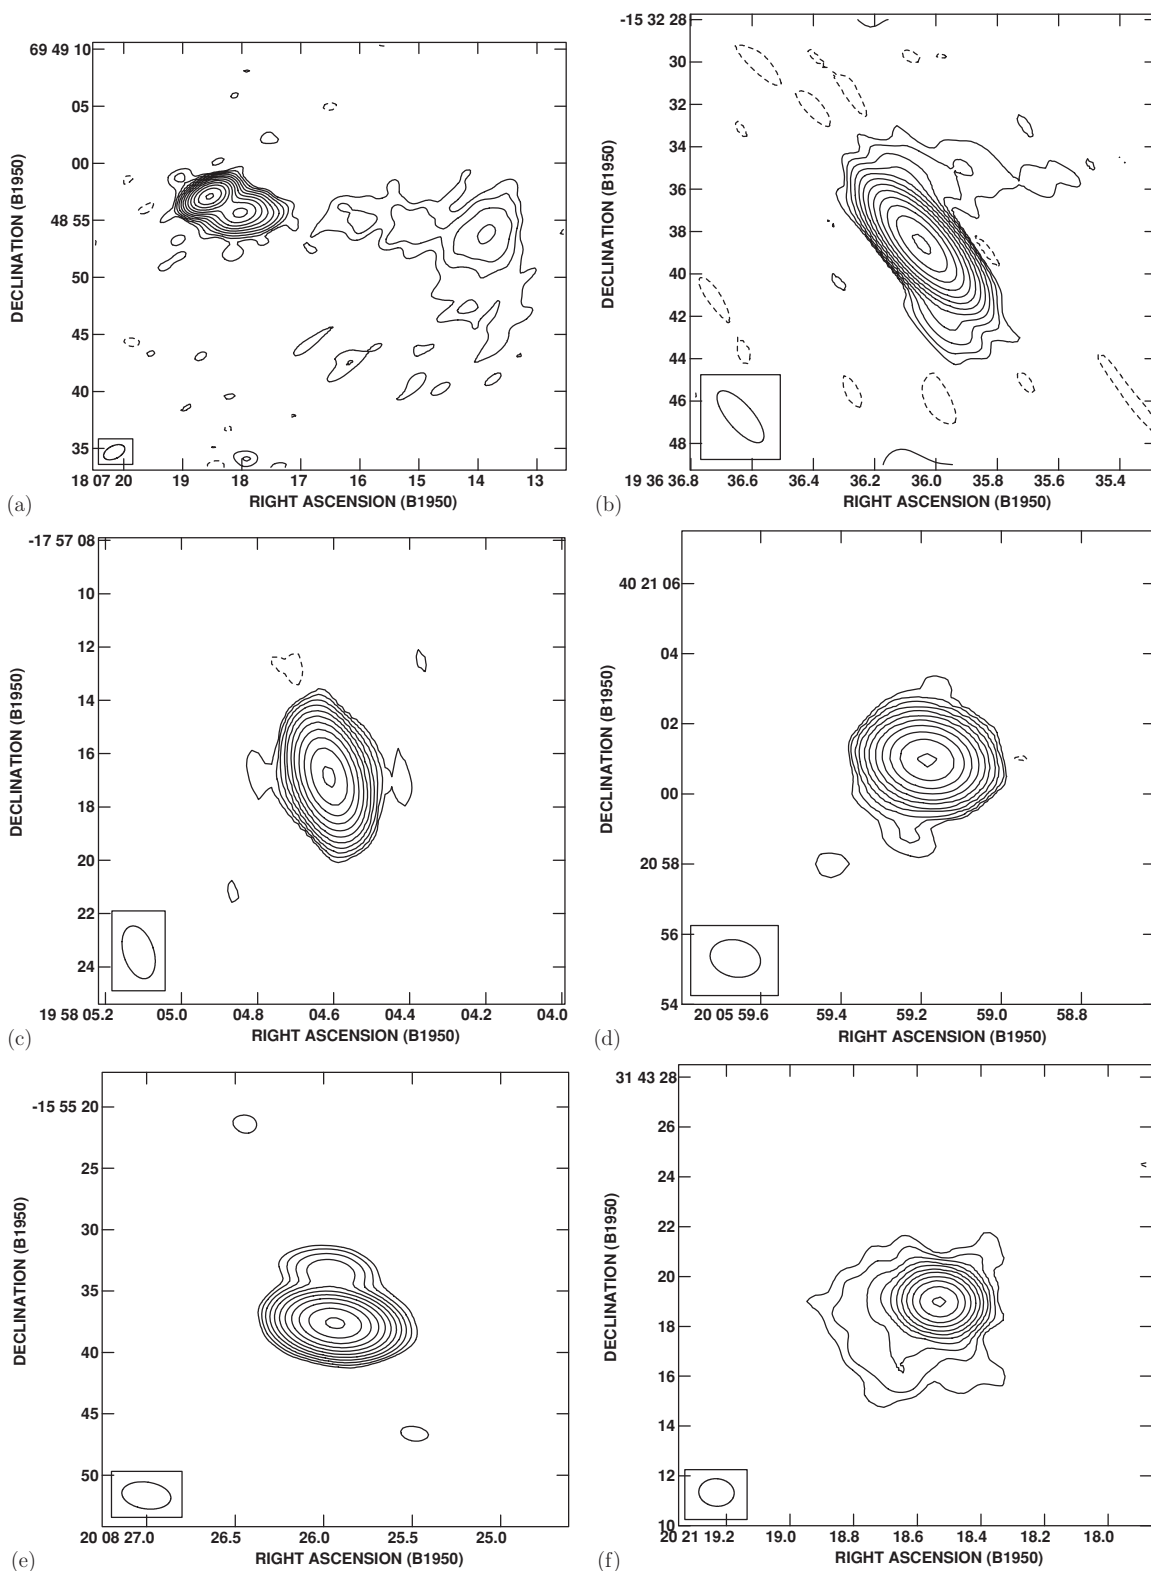 69 49 10
05
00
48 55
50
45
40
35
DECLINATION (B1950)
18 07 20 19 18 17 16 15 14 13
RIGHT ASCENSION (B1950)
(a)
-15 32 28
30
32
34
36
38
40
42
44
46
48
DECLINATION (B1950)
19 36 36.8 36.6 36.4 36.2 36.0 35.8 35.6 35.4
RIGHT ASCENSION (B1950)
(b)
-17 57 08
10
12
14
16
18
20
22
24
DECLINATION (B1950)
19 58 05.2 05.0 04.8 04.6 04.4 04.2 04.0
RIGHT ASCENSION (B1950)
(c)
40 21 06
04
02
00
20 58
56
54
DECLINATION (B1950)
20 05 59.6 59.4 59.2 59.0 58.8
RIGHT ASCENSION (B1950)
(d)
-15 55 20
25
30
35
40
45
50
DECLINATION (B1950)
20 08 27.0 26.5 26.0 25.5 25.0
RIGHT ASCENSION (B1950)
(e)
31 43 28
26
24
22
20
18
16
14
12
10
DECLINATION (B1950)
20 21 19.2 19.0 18.8 18.6 18.4 18.2 18.0
RIGHT ASCENSION (B1950)
(f)